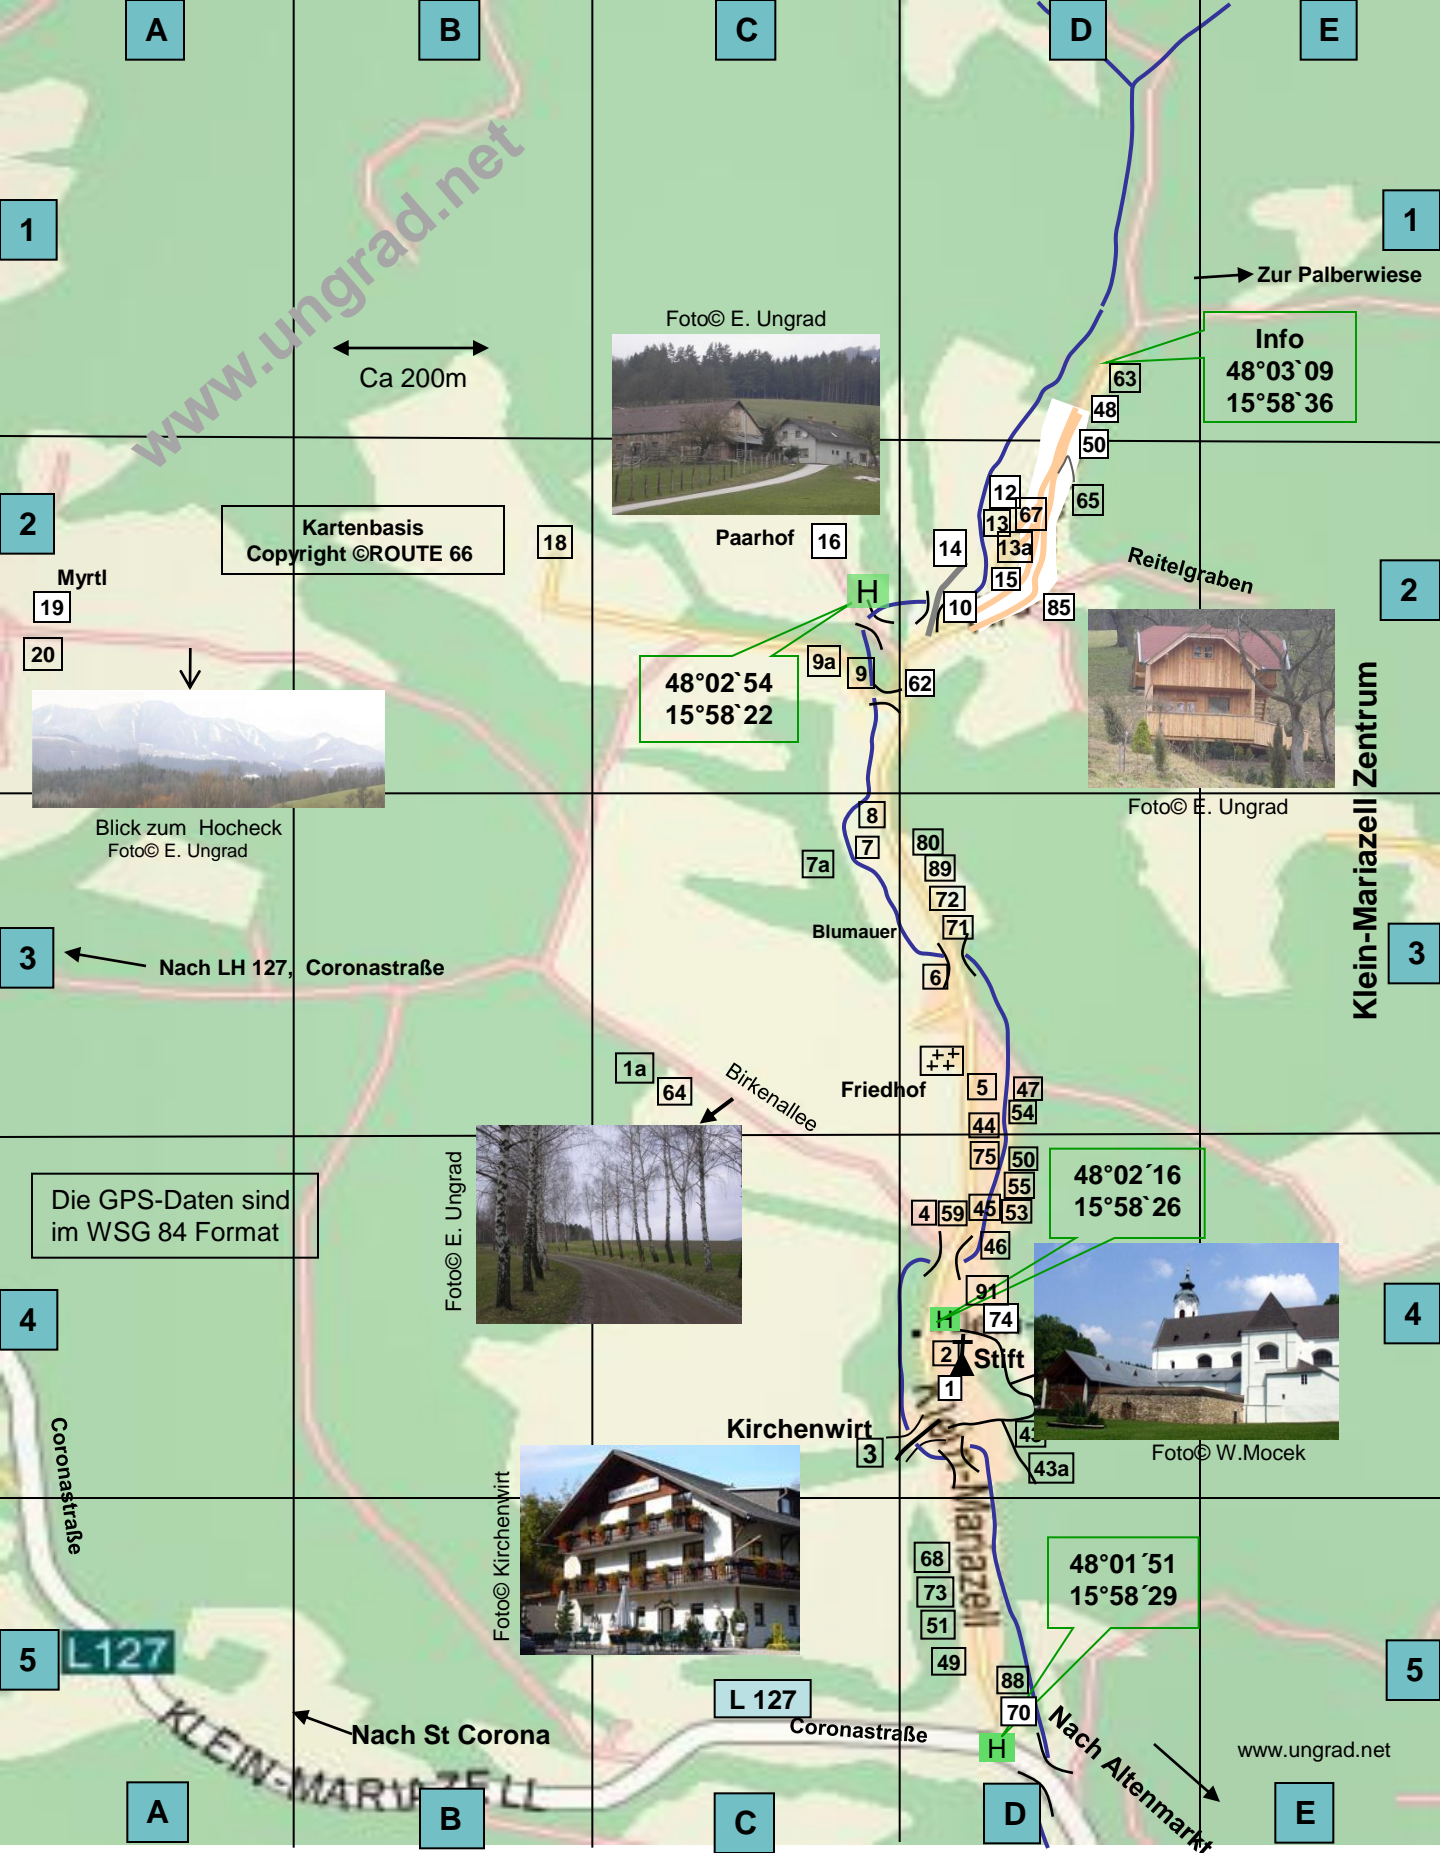 A
B
C
D
E
www.ungrad.net
1
1
Zur Palberwiese
Foto© E. Ungrad
Info
48°03`09
15°58`36
Ca 200m
63
48
50
2
12
65
13
67
Kartenbasis
Copyright ©ROUTE 66
18
Paarhof
16
14
13a
Reitelgraben
Myrtl
19
H
15
10
85
2
20
9a
9
62
48°02`54
15°58`22
Klein-Mariazell Zentrum
Foto© E. Ungrad
Blick zum Hocheck
Foto© E. Ungrad
8
7
7a
80
89
72
71
Blumauer
3
Nach LH 127, Coronastraße
6
3
1a
64
Birkenallee
Friedhof
5
47
54
44
75
50
55
48°02´16
15°58`26
Die GPS-Daten sind
im WSG 84 Format
Foto© E. Ungrad
4
59
45
53
46
91
H
74
4
4
2
Stift
1
Kirchenwirt
3
43
43a
Foto© W.Mocek
Coronastraße
Foto© Kirchenwirt
Klein-Mariazell
68
73
51
49
48°01´51
15°58´29
5
L127
88
70
5
L 127
Coronastraße
H
Nach St Corona
KLEIN-MARIAZELL
Nach Altenmarkt
www.ungrad.net
A
B
C
D
E